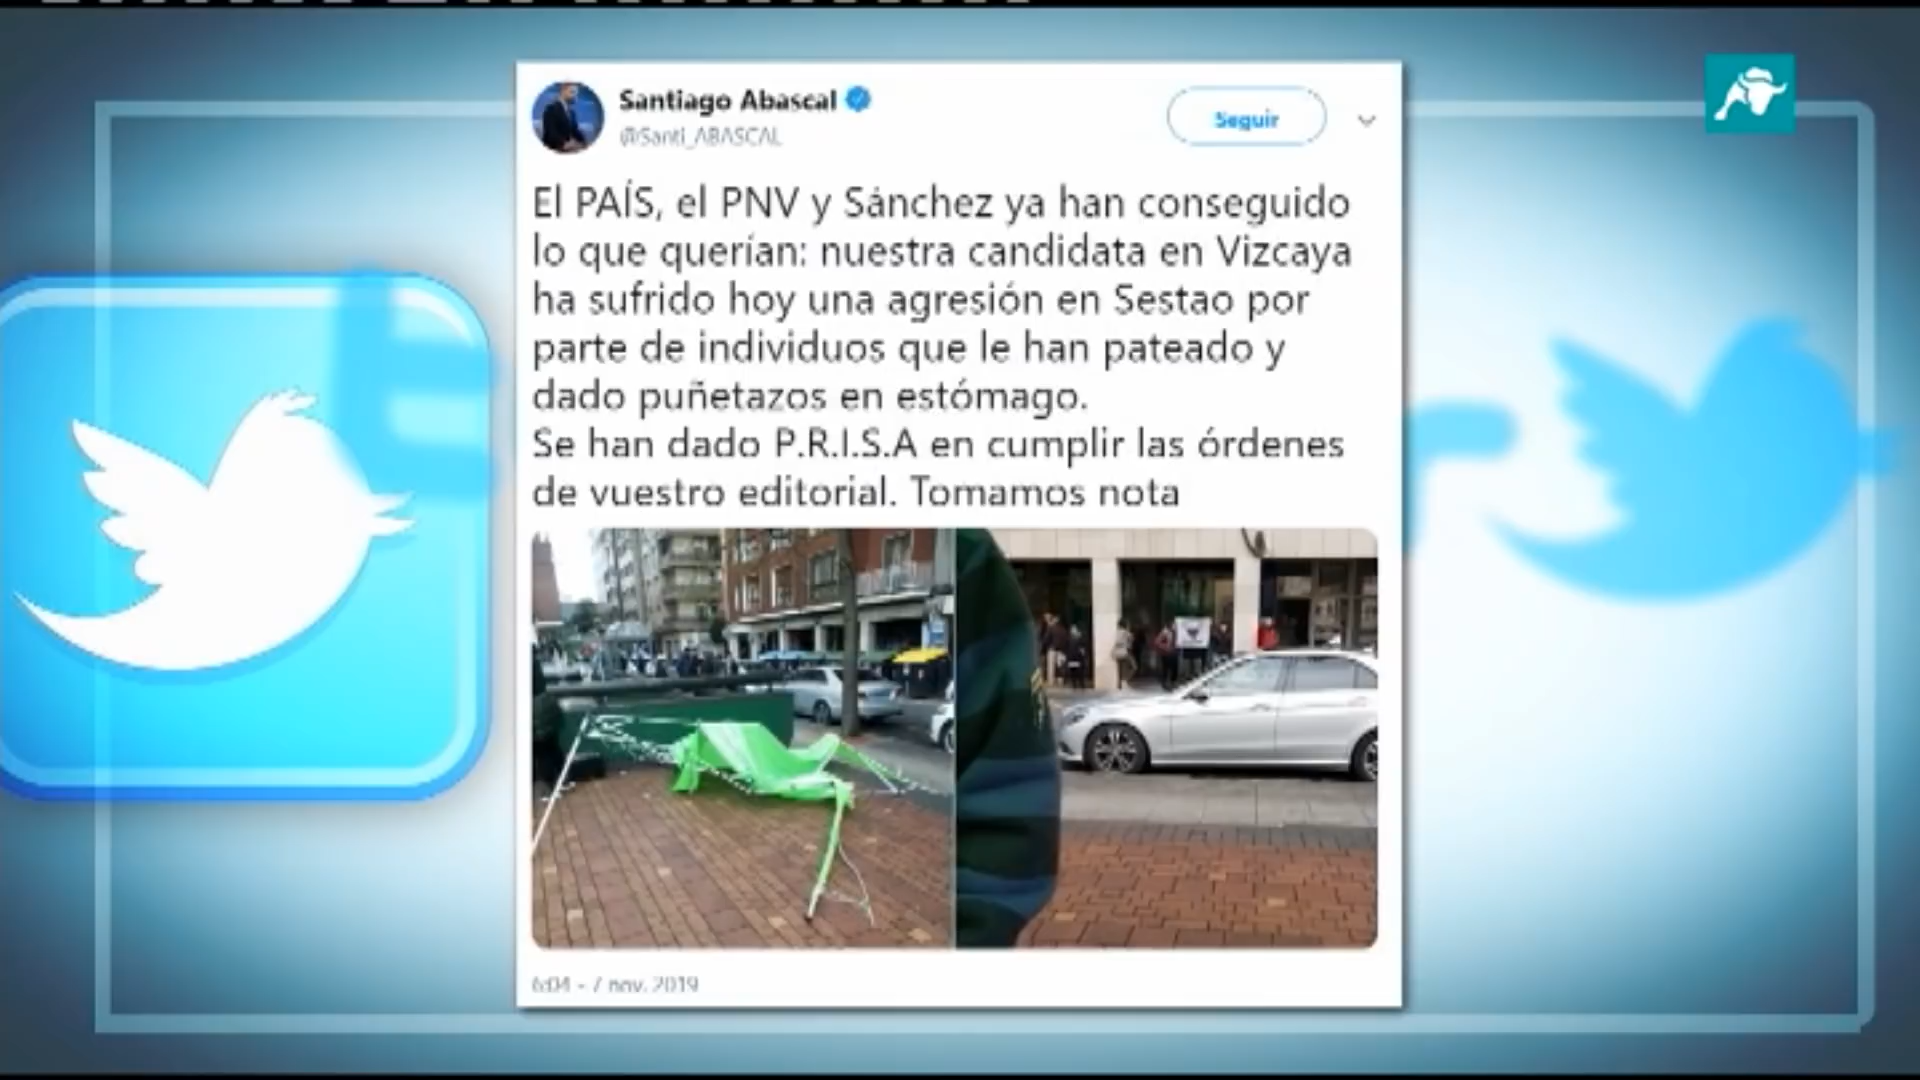 Santiago Abascal
@Santi_ABASCAL
Seguir
El PAÍS, el PNV y Sánchez ya han conseguido
lo que querían: nuestra candidata en Vizcaya
ha sufrido hoy una agresión en Sestao por
parte de individuos que le han pateado y
dado puñetazos en estómago.
Se han dado P.R.I.S.A en cumplir las órdenes
de vuestro editorial. Tomamos nota
6:04 - 7 nov. 2019